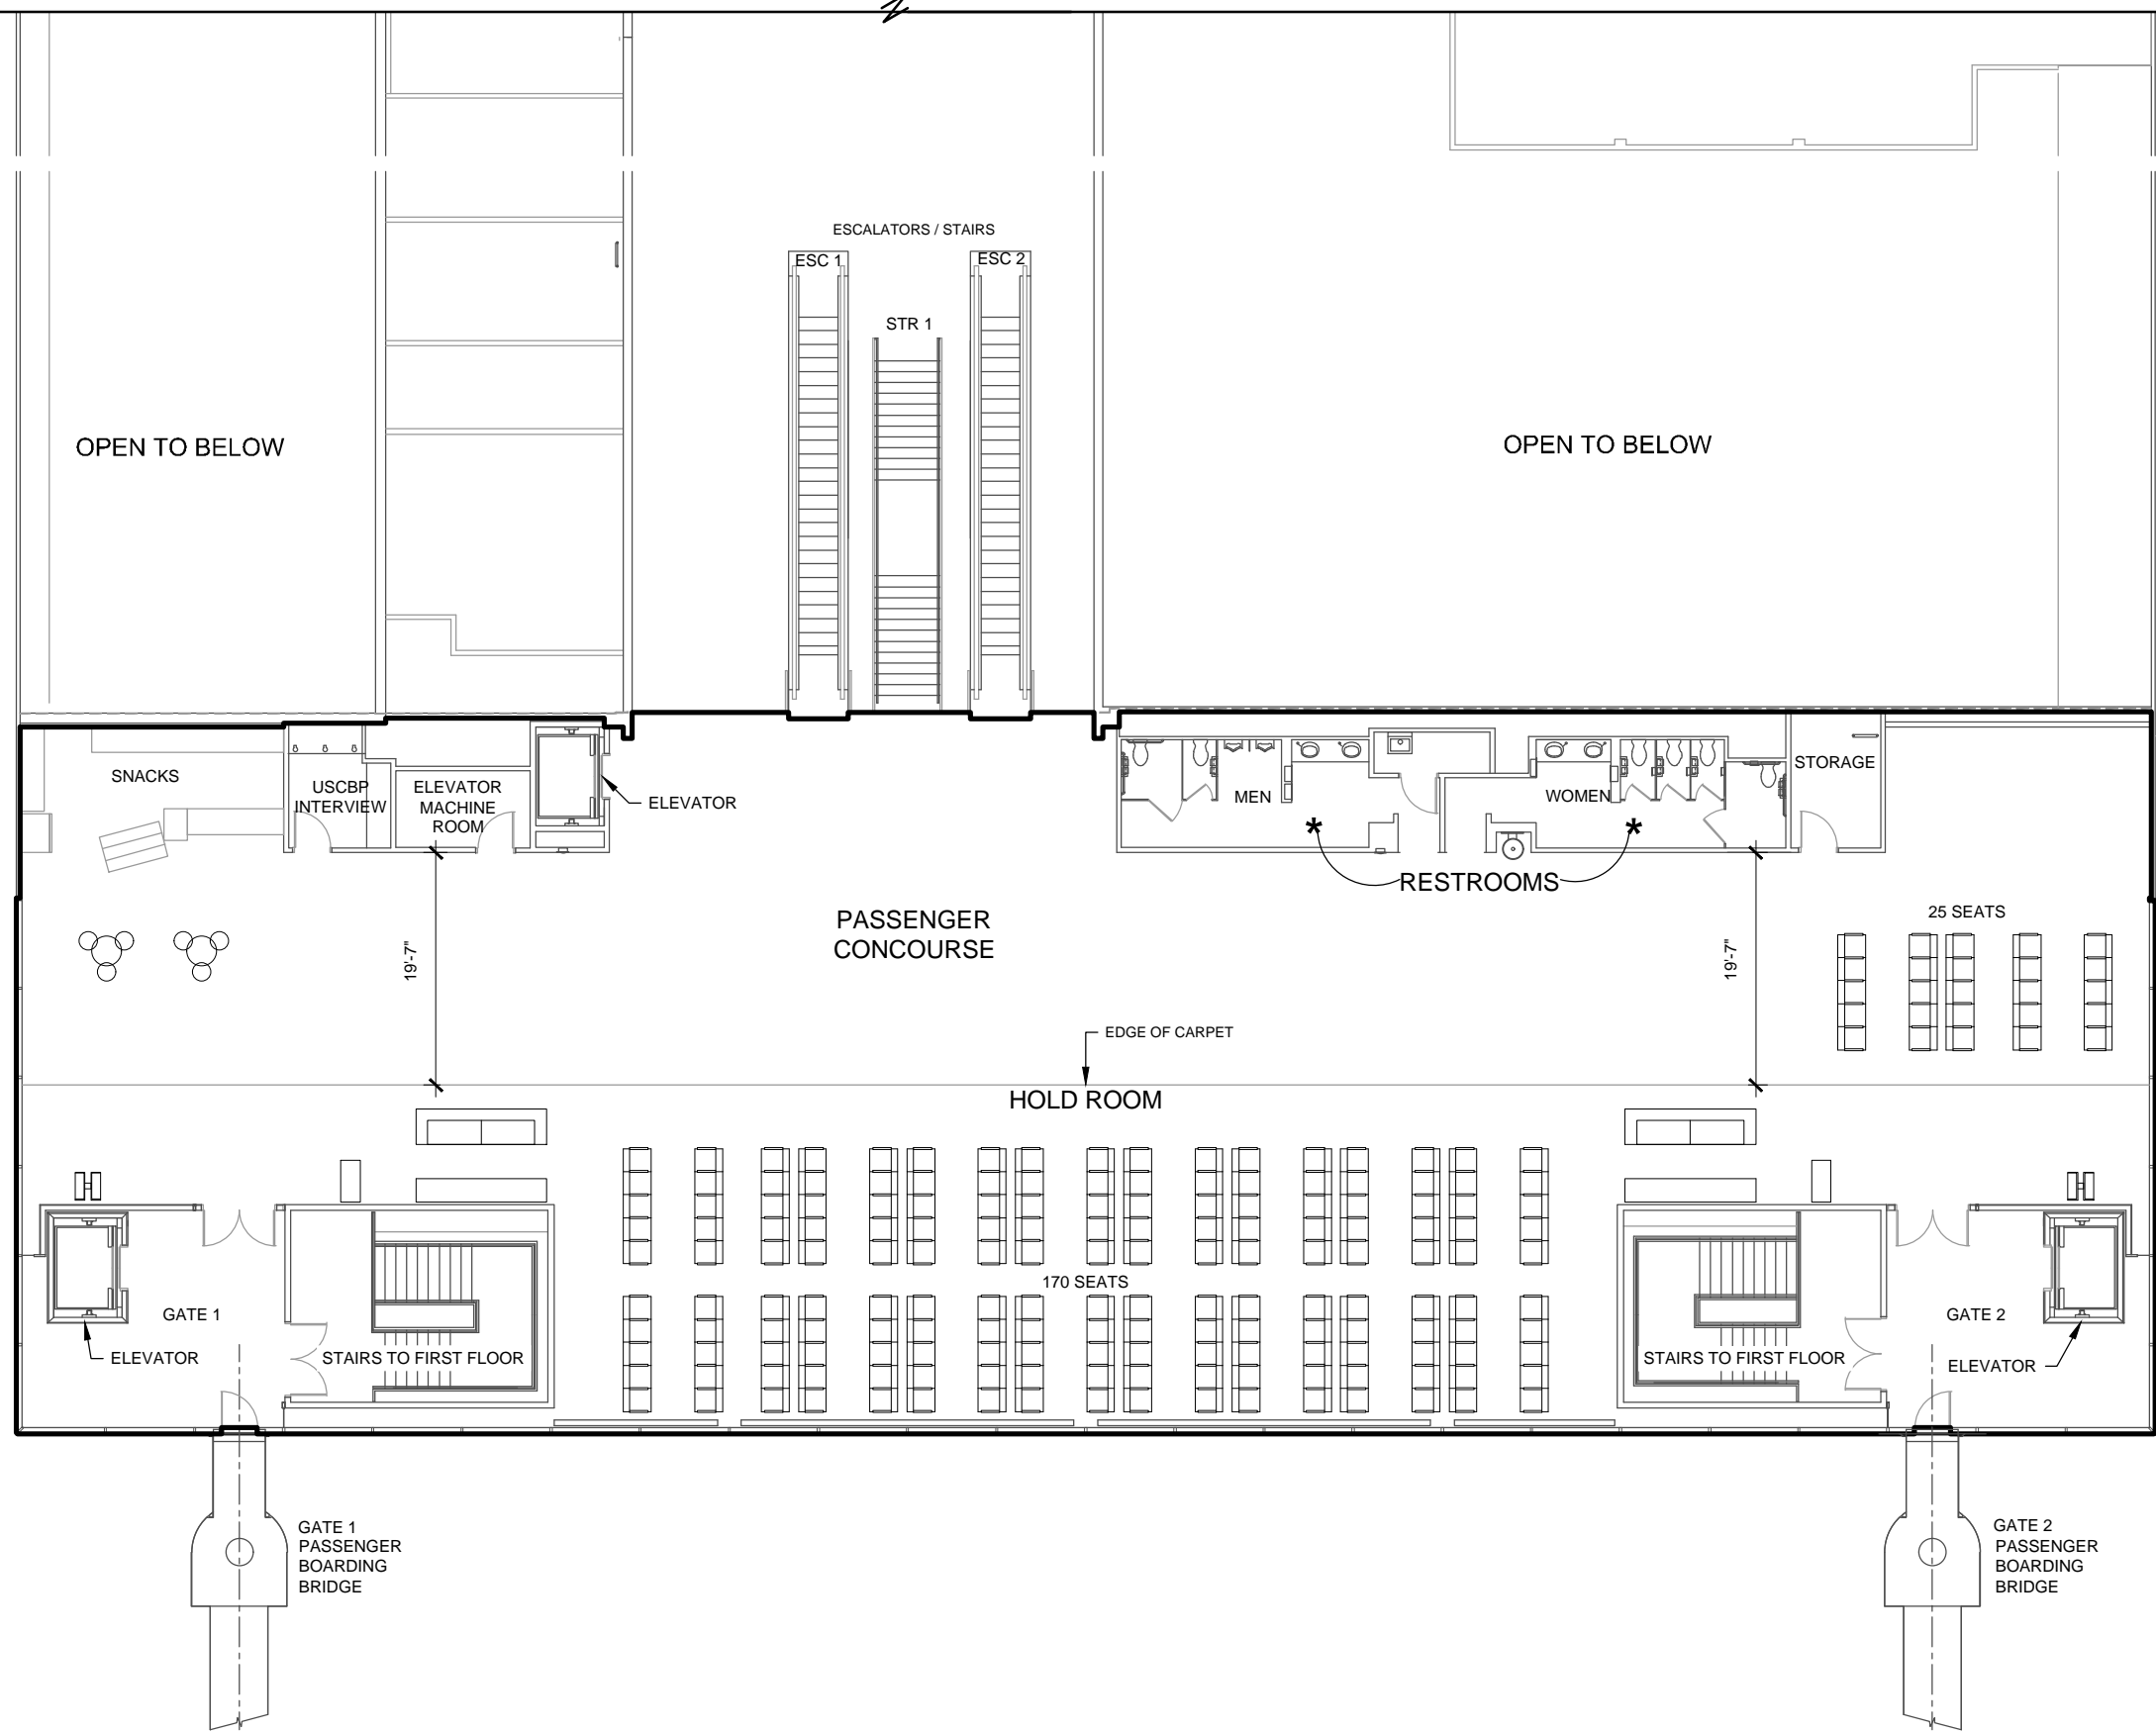 ESCALATORS / STAIRS
ESC 1
ESC 2
STR 1
OPEN TO BELOW
OPEN TO BELOW
SNACKS
USCBP
INTERVIEW
ELEVATOR
MACHINE
ROOM
ELEVATOR
MEN
WOMEN
STORAGE
* *
RESTROOMS
PASSENGER
CONCOURSE
19'-7"
19'-7"
25 SEATS
EDGE OF CARPET
HOLD ROOM
170 SEATS
GATE 1
ELEVATOR
STAIRS TO FIRST FLOOR
STAIRS TO FIRST FLOOR
GATE 2
ELEVATOR
GATE 1
PASSENGER
BOARDING
BRIDGE
GATE 2
PASSENGER
BOARDING
BRIDGE